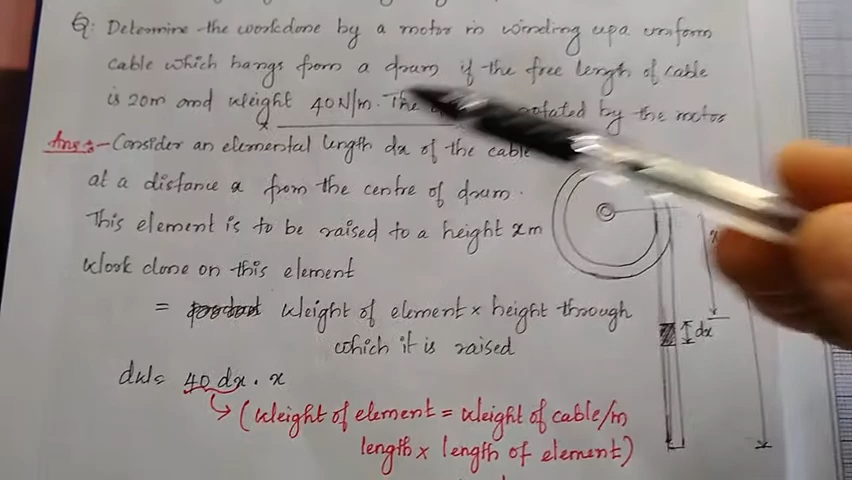 Q: Determine the workdone by a motor in winding up a uniform
cable which hangs from a drum if the free length of cable
is 20m and weight 40N/m. The rotated by the motor
Ans:- Consider an elemental length dx of the cable
at a distance x from the centre of drum.
This element is to be raised to a height x m
Work done on this element
= weight of element × height through
which it is raised
dx
dW = 40 dx . x
(weight of element = weight of cable/m
length × length of element)